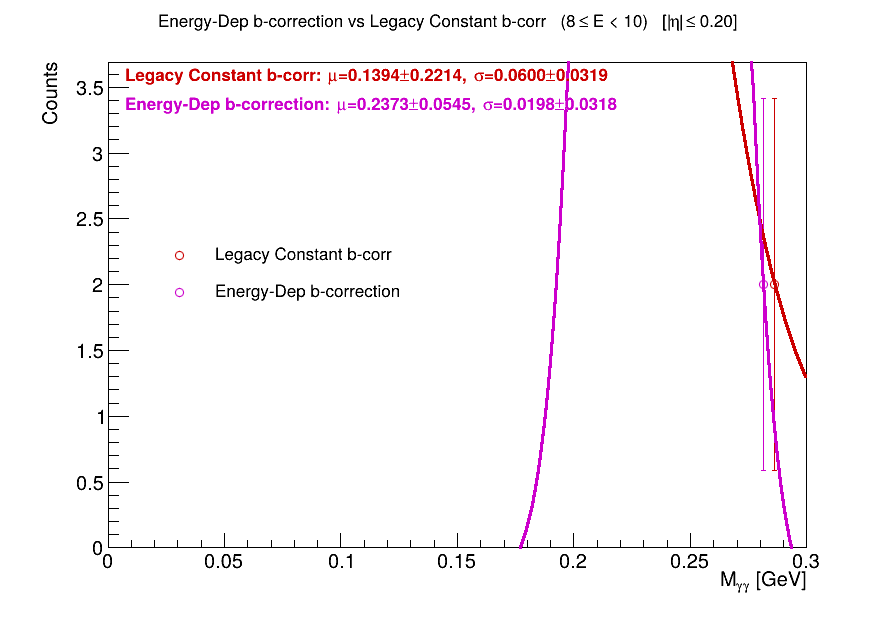 Energy-Dep b-correction vs Legacy Constant b-corr (8 ≤ E < 10) [|η| ≤ 0.20]
Counts
Legacy Constant b-corr: μ=0.1394±0.2214, σ=0.0600±0.0319
Energy-Dep b-correction: μ=0.2373±0.0545, σ=0.0198±0.0318
3.5
3
2.5
2
1.5
1
0.5
0
Legacy Constant b-corr
Energy-Dep b-correction
0 0.05 0.1 0.15 0.2 0.25 0.3
Mγγ [GeV]